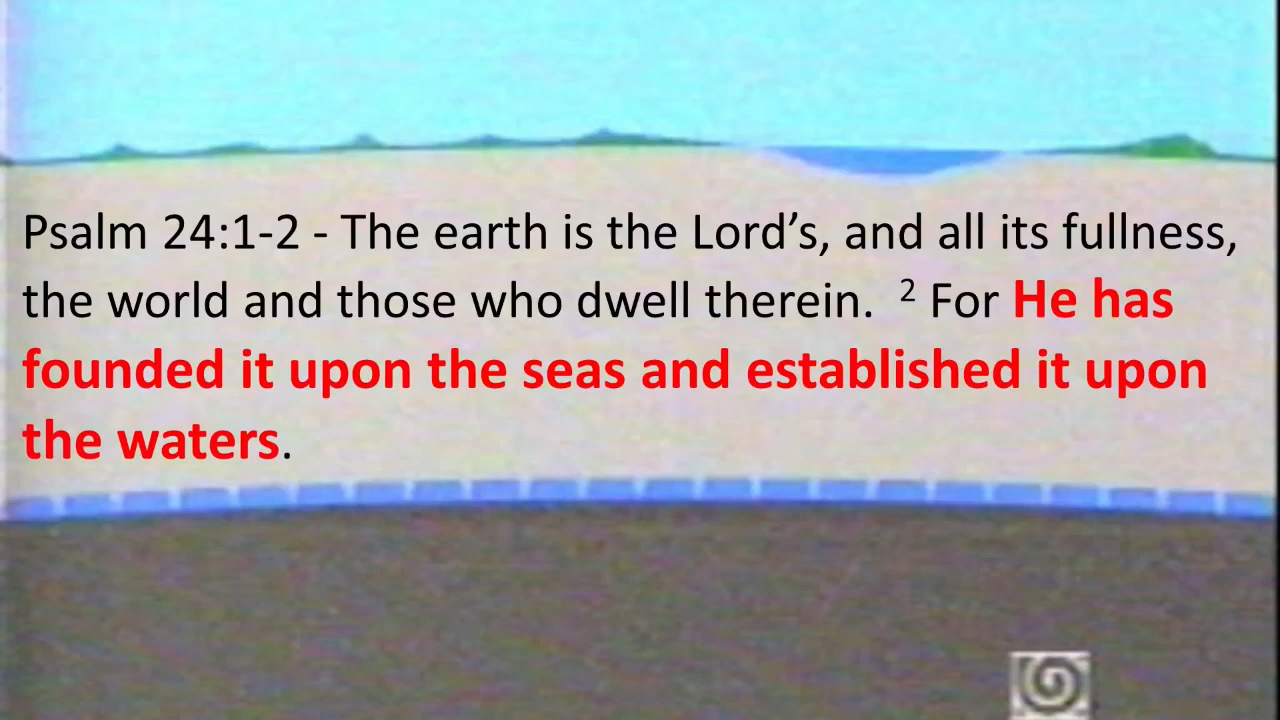 Psalm 24:1-2 - The earth is the Lord’s, and all its fullness,
the world and those who dwell therein. ² For He has
founded it upon the seas and established it upon
the waters.